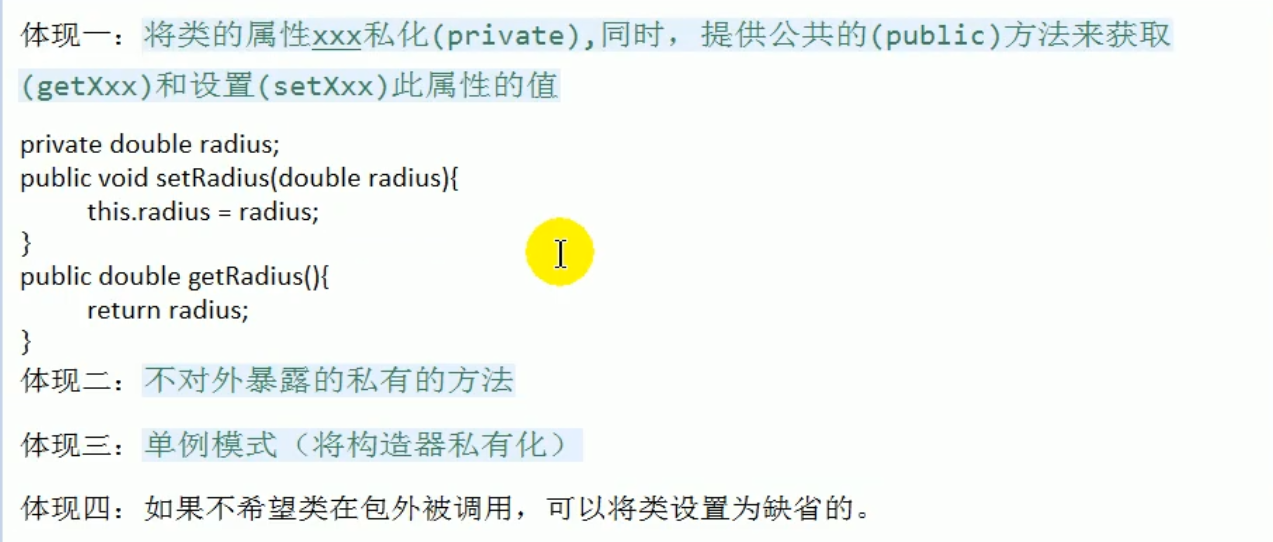 体现一：将类的属性xxx私化(private),同时，提供公共的(public)方法来获取
(getXxx)和设置(setXxx)此属性的值
private double radius;
public void setRadius(double radius){
this.radius = radius;
}
public double getRadius(){
return radius;
}
体现二：不对外暴露的私有的方法
体现三：单例模式（将构造器私有化）
体现四：如果不希望类在包外被调用，可以将类设置为缺省的。